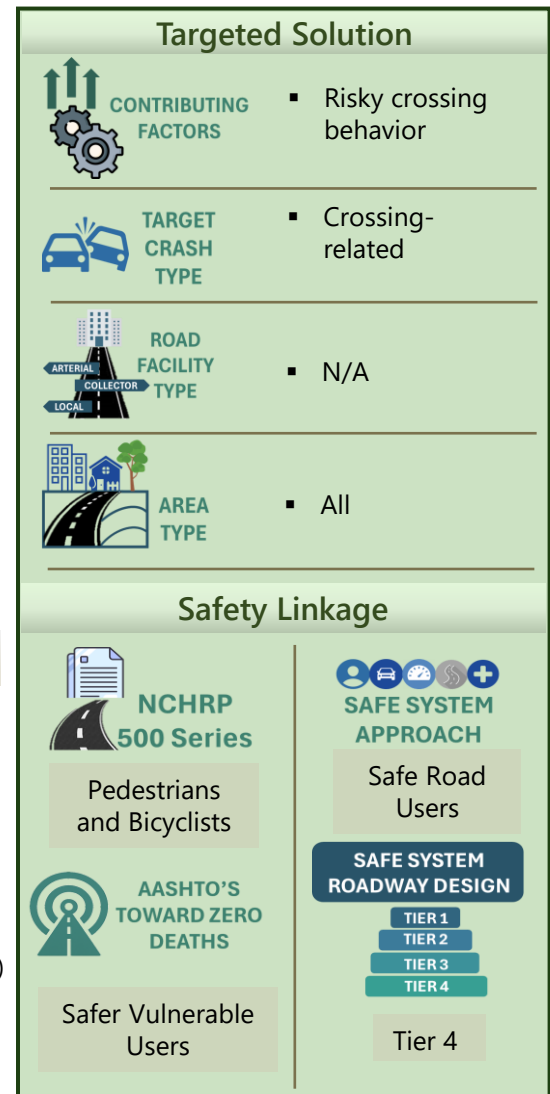 Targeted Solution
CONTRIBUTING
FACTORS
▪ Risky crossing
behavior
TARGET
CRASH
TYPE
▪ Crossing-
related
ROAD
FACILITY
TYPE
ARTERIAL
COLLECTOR
LOCAL
▪ N/A
AREA
TYPE
▪ All
Safety Linkage
NCHRP
500 Series
Pedestrians
and Bicyclists
AASHTO'S
TOWARD ZERO
DEATHS
Safer Vulnerable
Users
SAFE SYSTEM
APPROACH
Safe Road
Users
SAFE SYSTEM
ROADWAY DESIGN
TIER 1
TIER 2
TIER 3
TIER 4
Tier 4
)